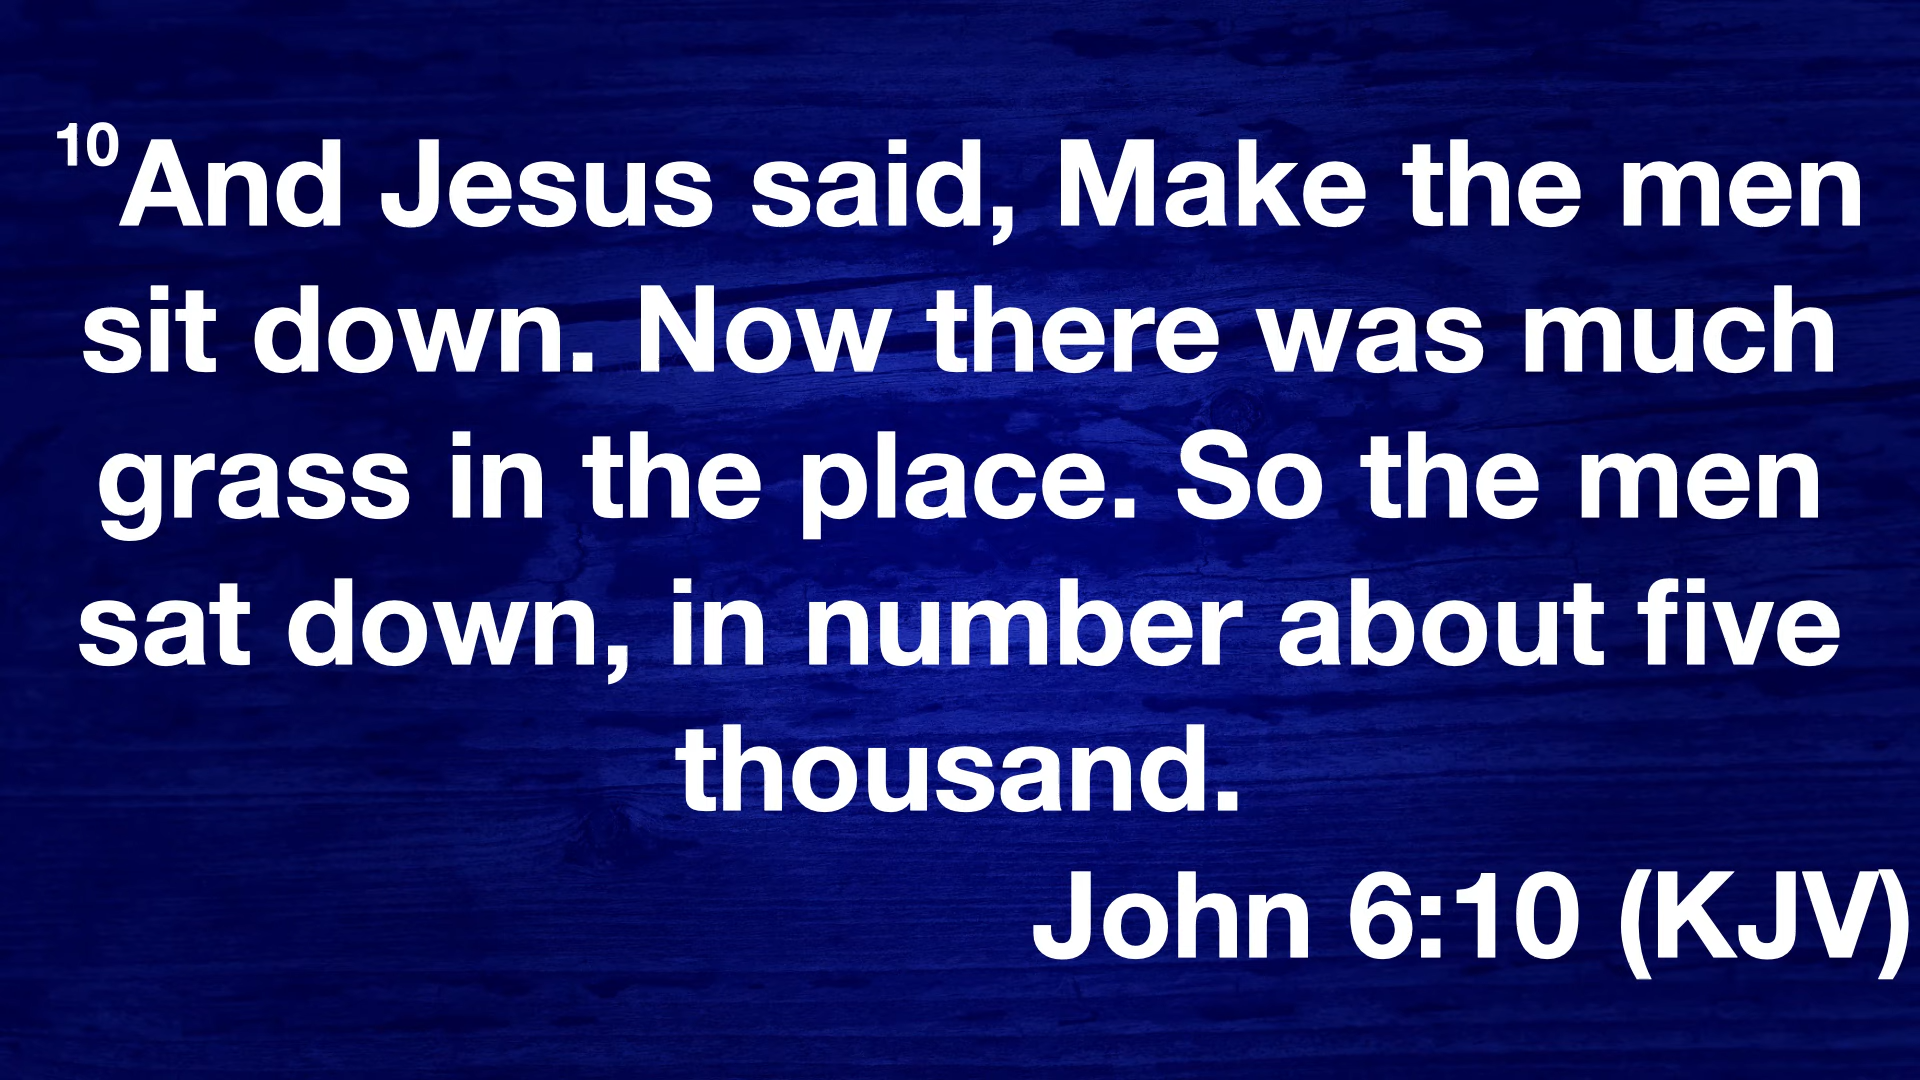 10And Jesus said, Make the men
sit down. Now there was much
grass in the place. So the men
sat down, in number about five
thousand.
John 6:10 (KJV)